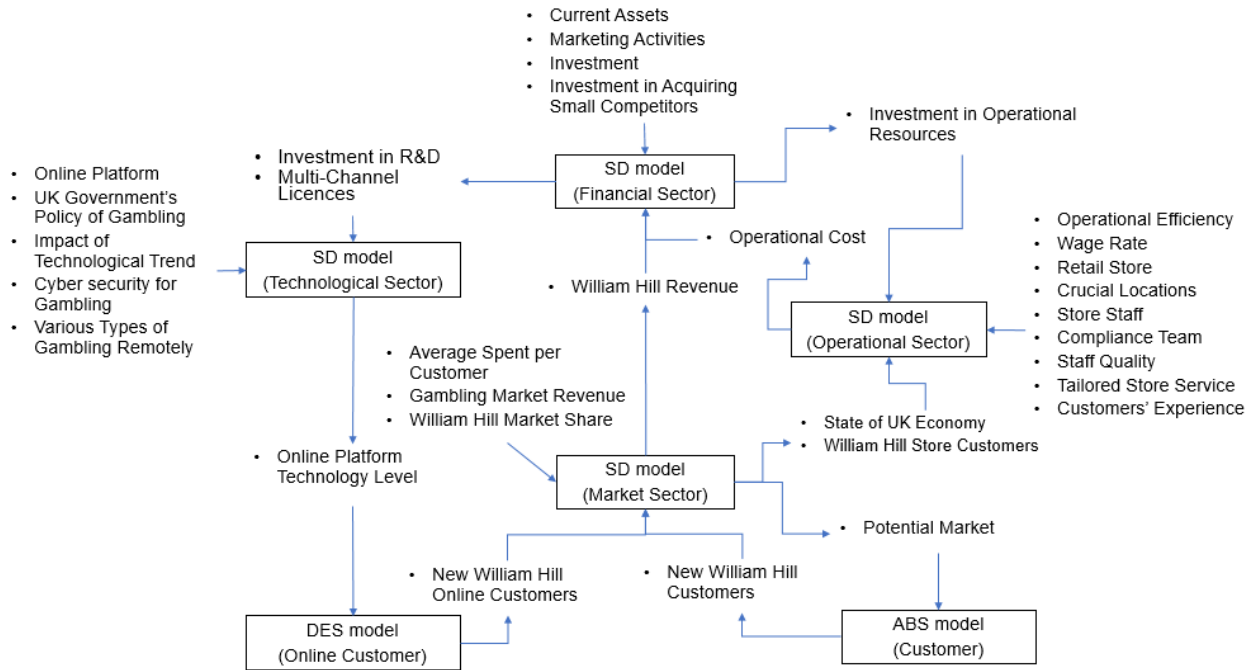 • Current Assets
• Marketing Activities
• Investment
• Investment in Acquiring
Small Competitors
• Investment in Operational
Resources
• Investment in R&D
• Multi-Channel
Licences
SD model
(Financial Sector)
• Online Platform
• UK Government's
Policy of Gambling
• Impact of
Technological Trend
• Cyber security for
Gambling
• Various Types of
Gambling Remotely
SD model
(Technological Sector)
• Operational Cost
• William Hill Revenue
SD model
(Operational Sector)
• Operational Efficiency
• Wage Rate
• Retail Store
• Crucial Locations
• Store Staff
• Compliance Team
• Staff Quality
• Tailored Store Service
• Customers' Experience
• Average Spent per
Customer
• Gambling Market Revenue
• William Hill Market Share
• State of UK Economy
• William Hill Store Customers
• Online Platform
Technology Level
SD model
(Market Sector)
• Potential Market
• New William Hill
Online Customers
• New William Hill
Customers
DES model
(Online Customer)
ABS model
(Customer)